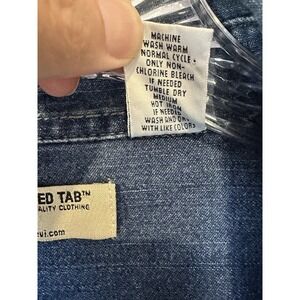 MACHINE
WASH WARM
NORMAL CYCLE •
ONLY NON-
CHLORINE BLEACH
IF NEEDED
TUMBLE DRY
MEDIUM
HOT IRON
IF NEEDED
WASH AND DRY
WITH LIKE COLORS
ED TAB™
ALITY CLOTHING
vi.com